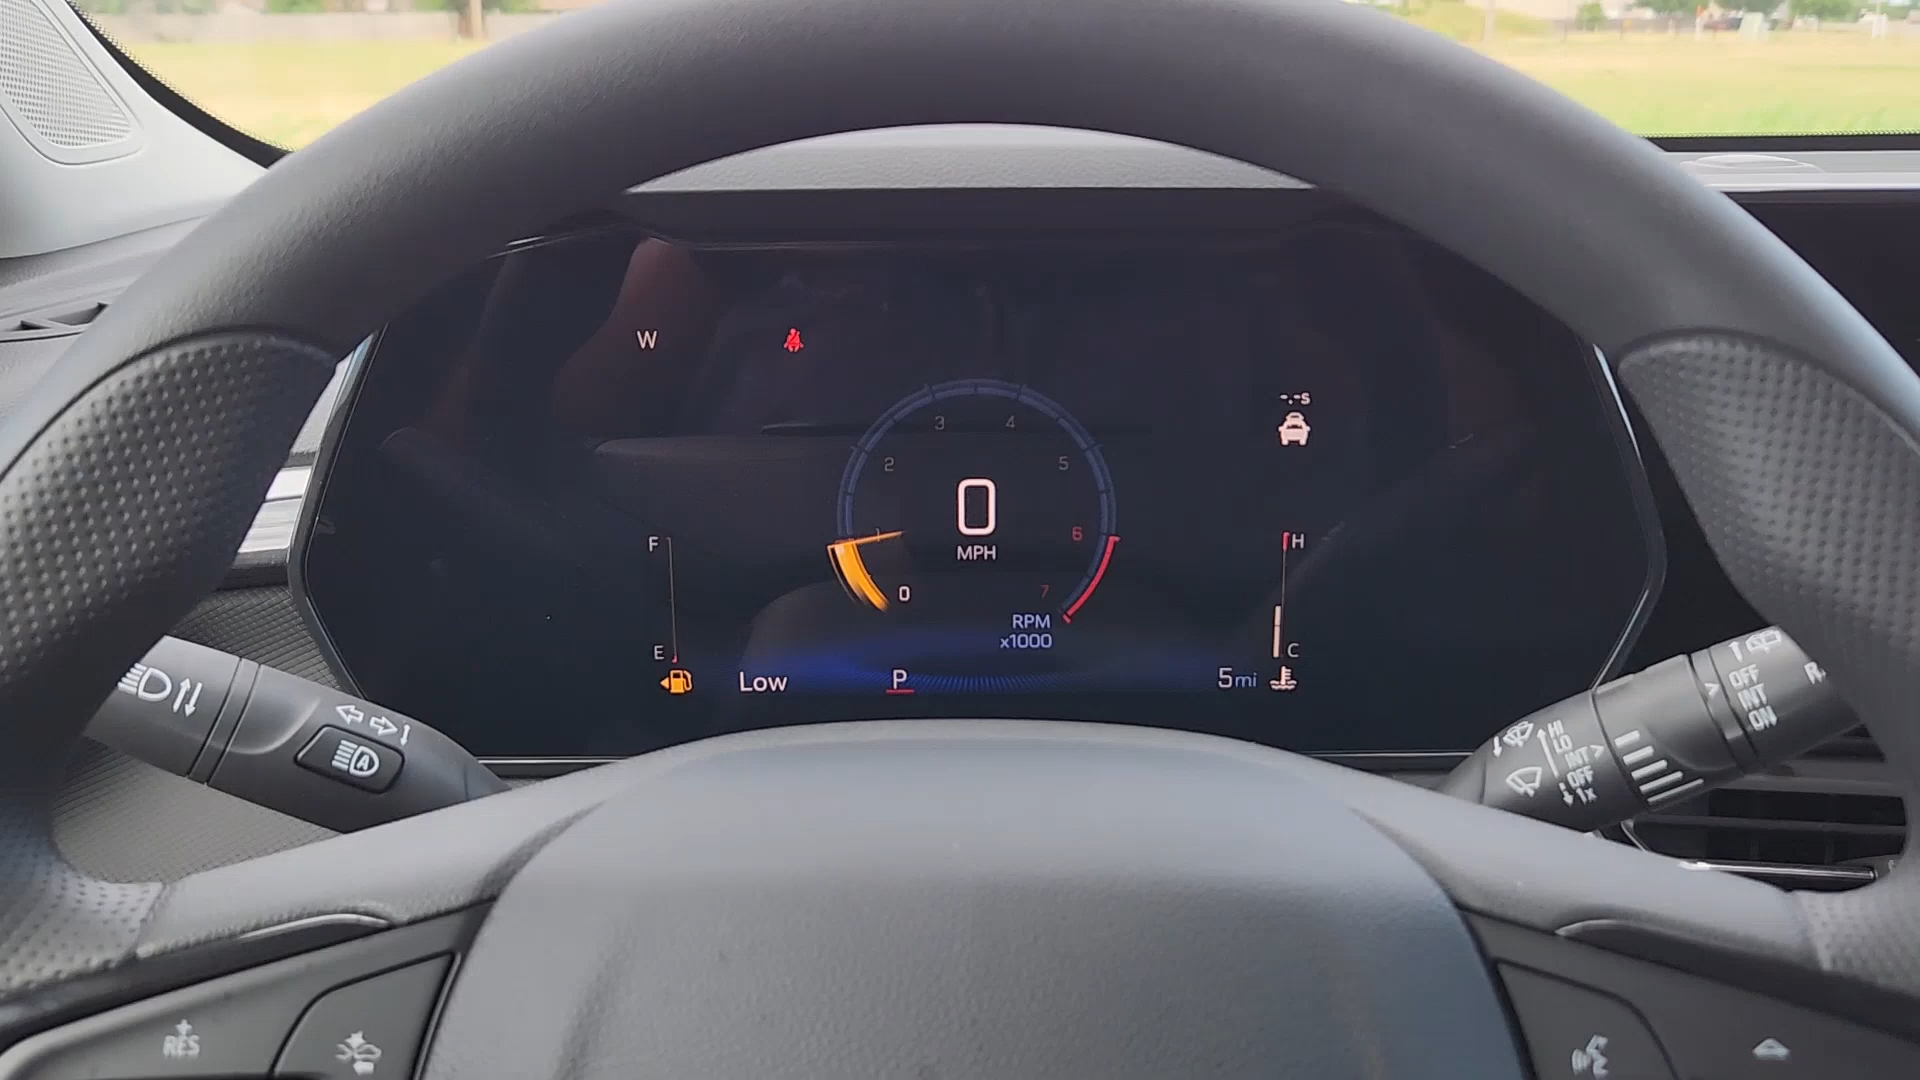 W
-.-s
3
4
2
5
0
MPH
1
6
F
H
0
7
RPM
x1000
E
C
Low
P
5mi
OFF
INT
ON
HI
LO
INT
OFF
1x
A
+
RES